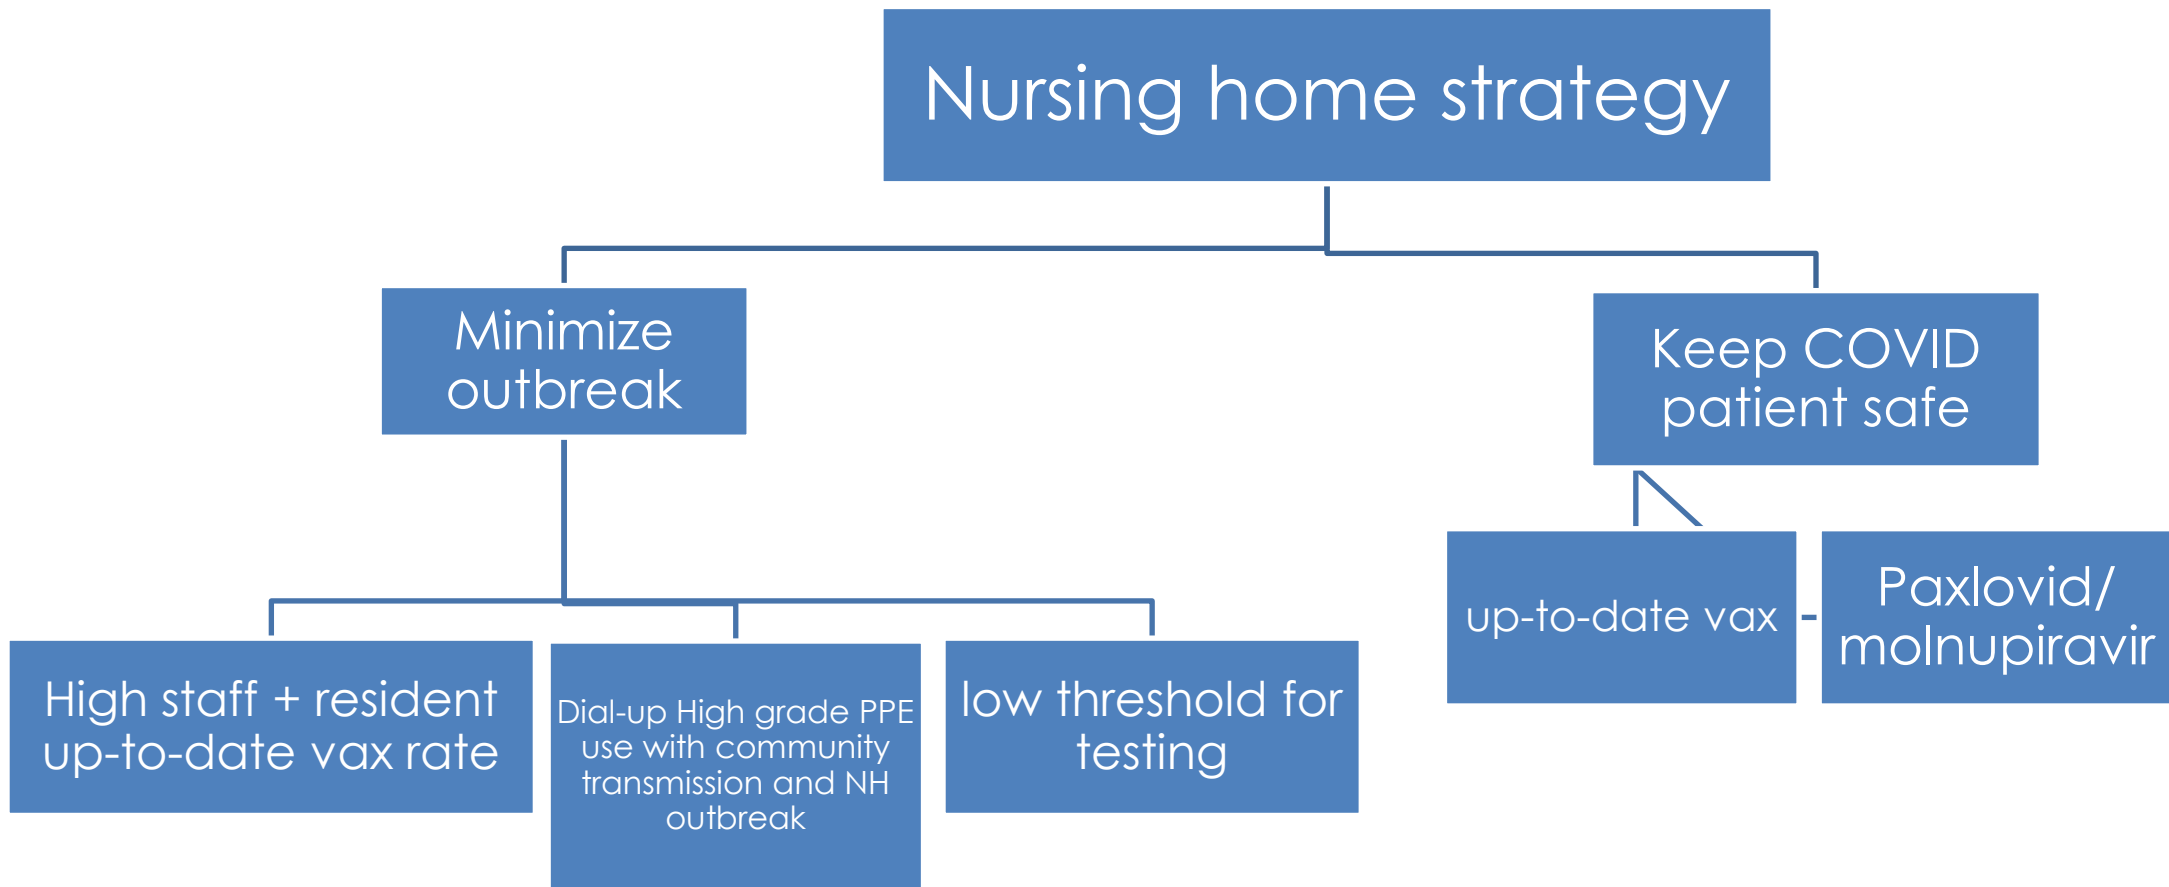 Nursing home strategy
Minimize
outbreak
Keep COVID
patient safe
High staff + resident
up-to-date vax rate
Dial-up High grade PPE
use with community
transmission and NH
outbreak
low threshold for
testing
up-to-date vax
Paxlovid/
molnupiravir